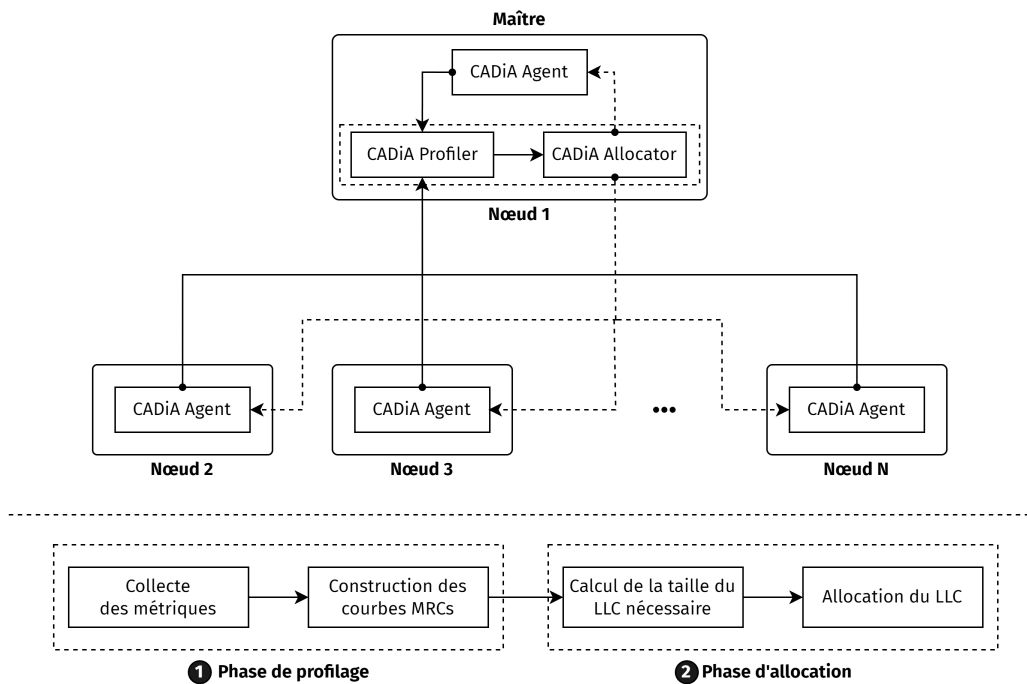 Maître
CADiA Agent
CADiA Profiler
CADiA Allocator
Nœud 1
CADiA Agent
CADiA Agent
•••
CADiA Agent
Nœud 2
Nœud 3
Nœud N
Collecte
des métriques
Construction des
courbes MRCs
Calcul de la taille du
LLC nécessaire
Allocation du LLC
1 Phase de profilage
2 Phase d'allocation